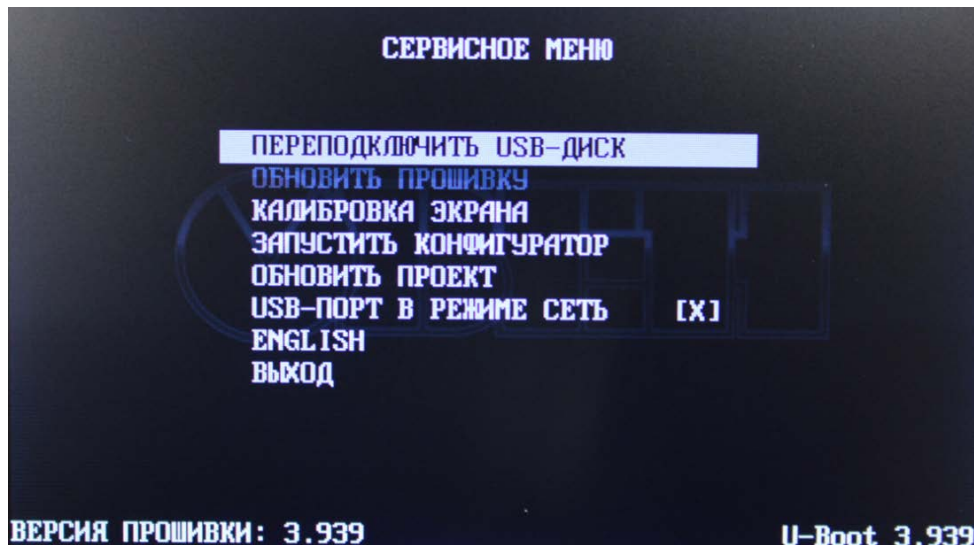 СЕРВИСНОЕ МЕНЮ
ПЕРЕПОДКЛЮЧИТЬ USB-ДИСК
ОБНОВИТЬ ПРОШИВКУ
КАЛИБРОВКА ЭКРАНА
ЗАПУСТИТЬ КОНФИГУРАТОР
ОБНОВИТЬ ПРОЕКТ
USB-ПОРТ В РЕЖИМЕ СЕТЬ [X]
ENGLISH
ВЫХОД
ВЕРСИЯ ПРОШИВКИ: 3.939
U-Boot 3.939